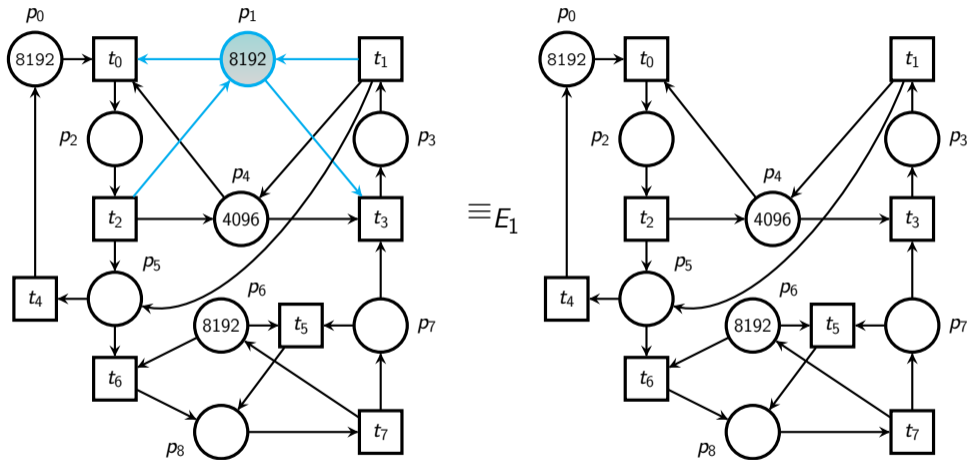 p0 p1 p0
8192 t0 8192 t1 8192 t0 t1
p2 p3 p2 p3
p4 p4
t2 4096 t3 ≡E1 t2 4096 t3
p5 p5
t4 p6 t4 p6
8192 t5 p7 8192 t5 p7
t6 t6
p8 t7 p8 t7